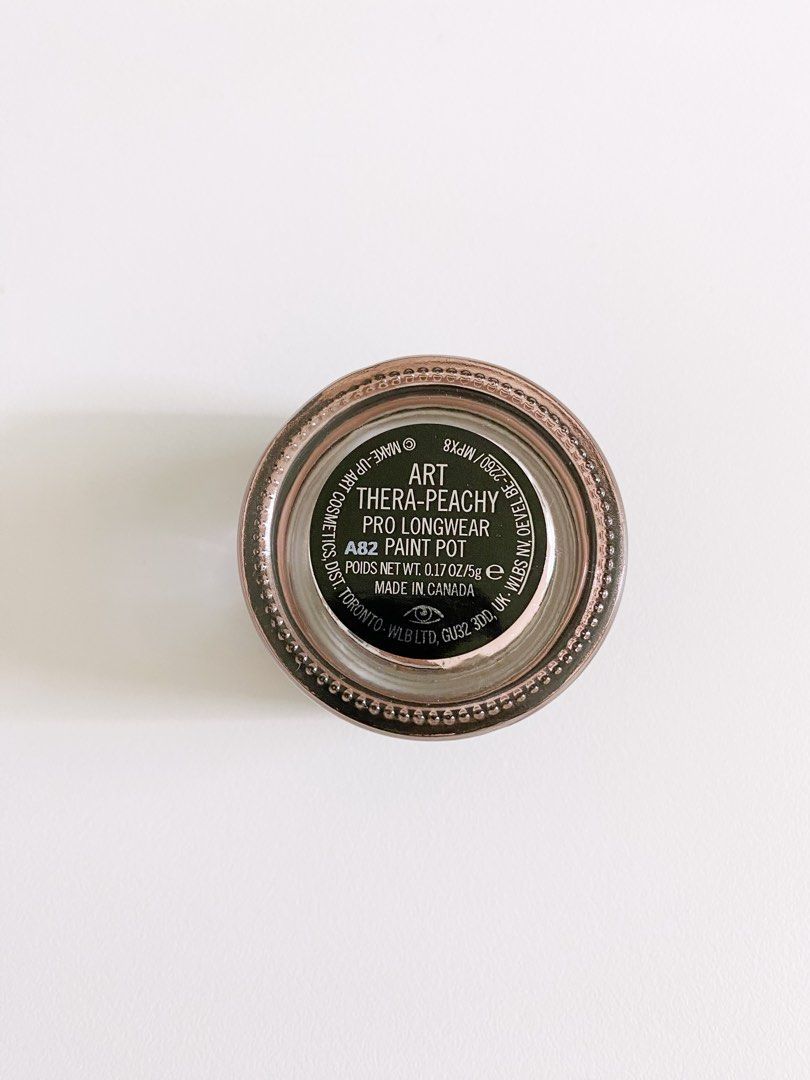 ART
THERA-PEACHY
PRO LONGWEAR
A82 PAINT POT
POIDS NET WT. 0.17 OZ/5g ℮
MADE IN CANADA
© MAKE-UP ART COSMETICS, DIST. TORONTO - WLB LTD, GU32 3DD, UK - WLBS NV, OEVEL BE-2260 / MPX8